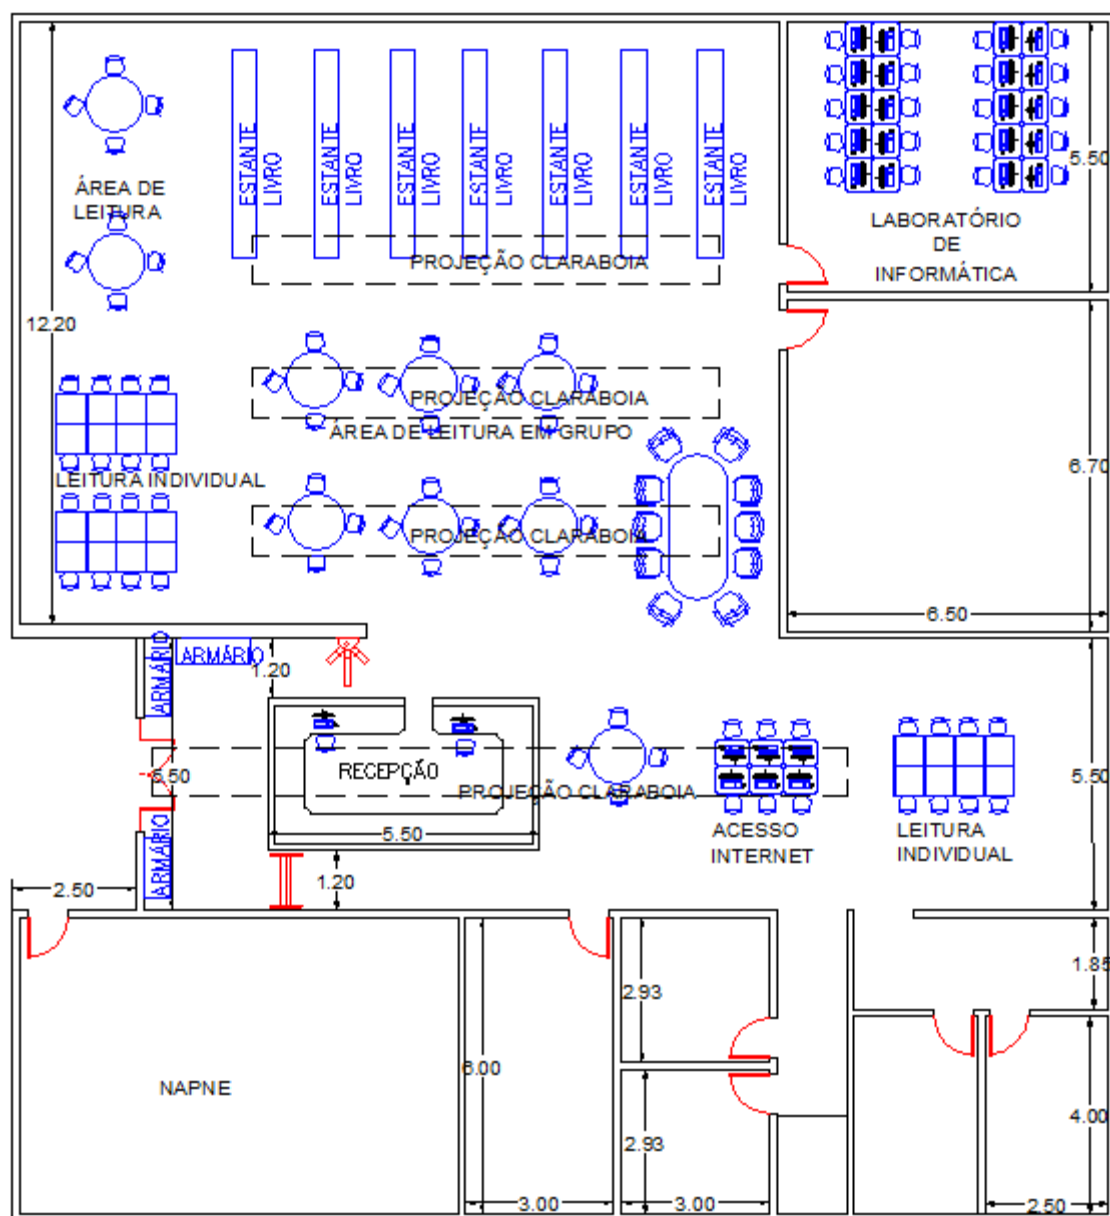 ÁREA DE
LEITURA
ESTANTE
LIVRO
ESTANTE
LIVRO
ESTANTE
LIVRO
ESTANTE
LIVRO
ESTANTE
LIVRO
ESTANTE
LIVRO
ESTANTE
LIVRO
PROJEÇÃO CLARABOIA
5.50
LABORATÓRIO
DE
INFORMÁTICA
12.20
PROJEÇÃO CLARABOIA
ÁREA DE LEITURA EM GRUPO
LEITURA INDIVIDUAL
6.70
PROJEÇÃO CLARABOIA
6.50
ARMÁRIO
ARMÁRIO
1.20
5.50
RECEPÇÃO
PROJEÇÃO CLARABOIA
5.50
5.50
ACESSO
INTERNET
LEITURA
INDIVIDUAL
ARMÁRIO
2.50
1.20
1.85
2.93
6.00
NAPNE
4.00
2.93
3.00
3.00
2.50